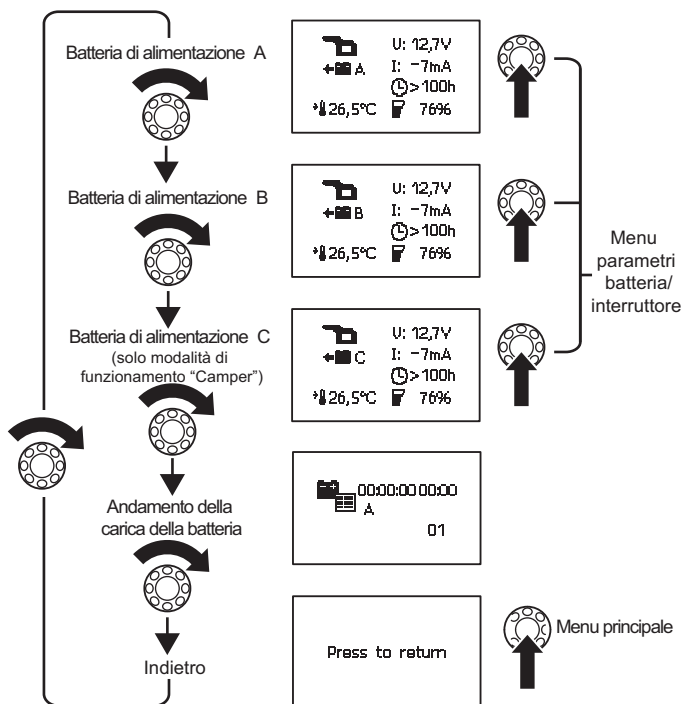 Batteria di alimentazione A
U: 12,7V
A I: -7mA
>100h
26,5°C 76%
Batteria di alimentazione B
U: 12,7V
B I: -7mA
>100h
26,5°C 76%
Menu
parametri
batteria/
interruttore
Batteria di alimentazione C
(solo modalità di
funzionamento “Camper”)
U: 12,7V
C I: -7mA
>100h
26,5°C 76%
Andamento della
carica della batteria
00:00:00 00:00
A
01
Indietro
Press to return
Menu principale